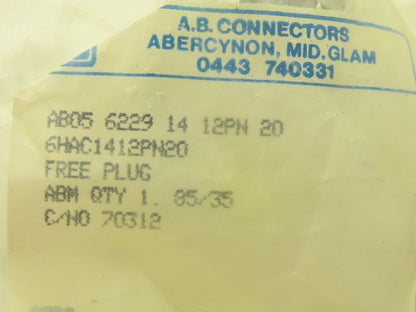 A.B. CONNECTORS
ABERCYNON, MID. GLAM
0443 740331
AB05 6229 14 12PN 20
6HAC1412PN20
FREE PLUG
ABM QTY 1. 85/35
C/NO 70312